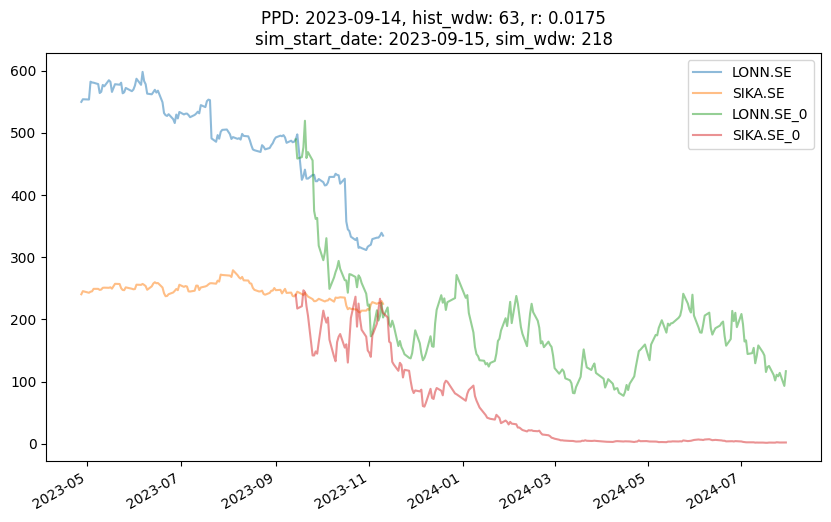 PPD: 2023-09-14, hist_wdw: 63, r: 0.0175
sim_start_date: 2023-09-15, sim_wdw: 218
LONN.SE
SIKA.SE
LONN.SE_0
SIKA.SE_0
600
500
400
300
200
100
0
2023-05
2023-07
2023-09
2023-11
2024-01
2024-03
2024-05
2024-07